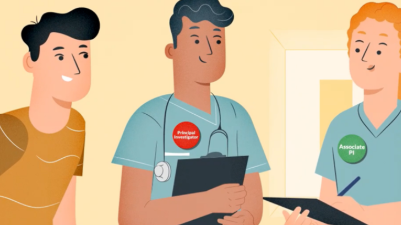 Principal
Investigator
Associate
PI